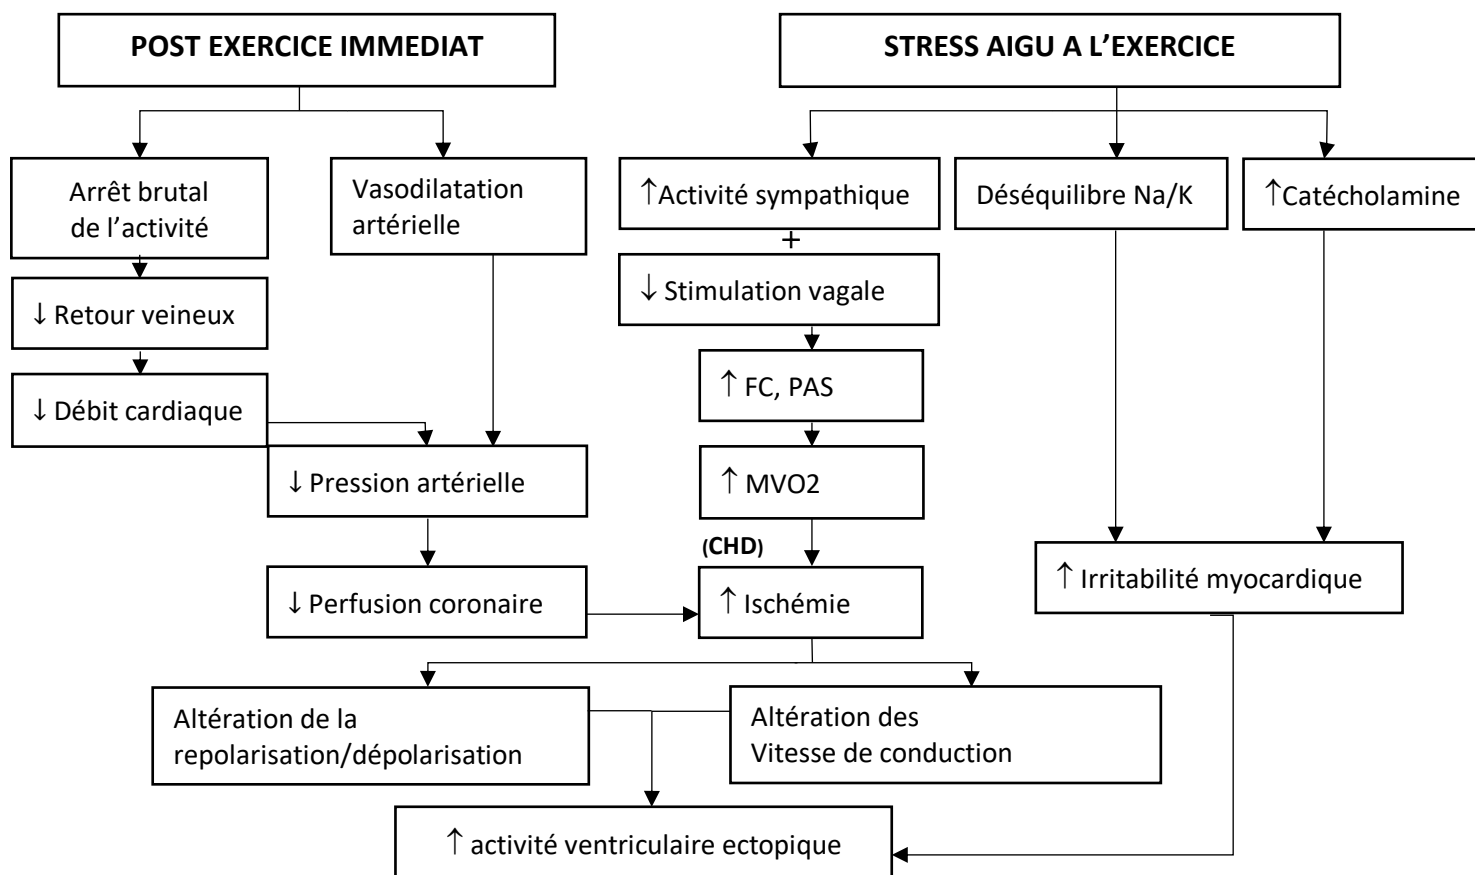 POST EXERCICE IMMEDIAT
STRESS AIGU A L’EXERCICE
Arrêt brutal
de l’activité
Vasodilatation
artérielle
↑Activité sympathique
Déséquilibre Na/K
↑Catécholamine
+
↓ Retour veineux
↓ Stimulation vagale
↓ Débit cardiaque
↑ FC, PAS
↓ Pression artérielle
↑ MVO2
(CHD)
↓ Perfusion coronaire
↑ Ischémie
↑ Irritabilité myocardique
Altération de la
repolarisation/dépolarisation
Altération des
Vitesse de conduction
↑ activité ventriculaire ectopique